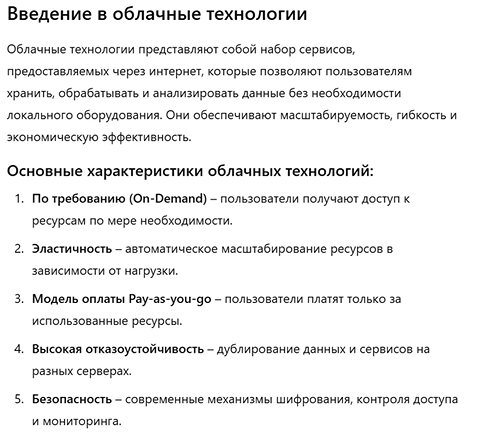 Введение в облачные технологии
Облачные технологии представляют собой набор сервисов,
предоставляемых через интернет, которые позволяют пользователям
хранить, обрабатывать и анализировать данные без необходимости
локального оборудования. Они обеспечивают масштабируемость, гибкость и
экономическую эффективность.
Основные характеристики облачных технологий:
1. По требованию (On-Demand) – пользователи получают доступ к
ресурсам по мере необходимости.
2. Эластичность – автоматическое масштабирование ресурсов в
зависимости от нагрузки.
3. Модель оплаты Pay-as-you-go – пользователи платят только за
использованные ресурсы.
4. Высокая отказоустойчивость – дублирование данных и сервисов на
разных серверах.
5. Безопасность – современные механизмы шифрования, контроля доступа
и мониторинга.